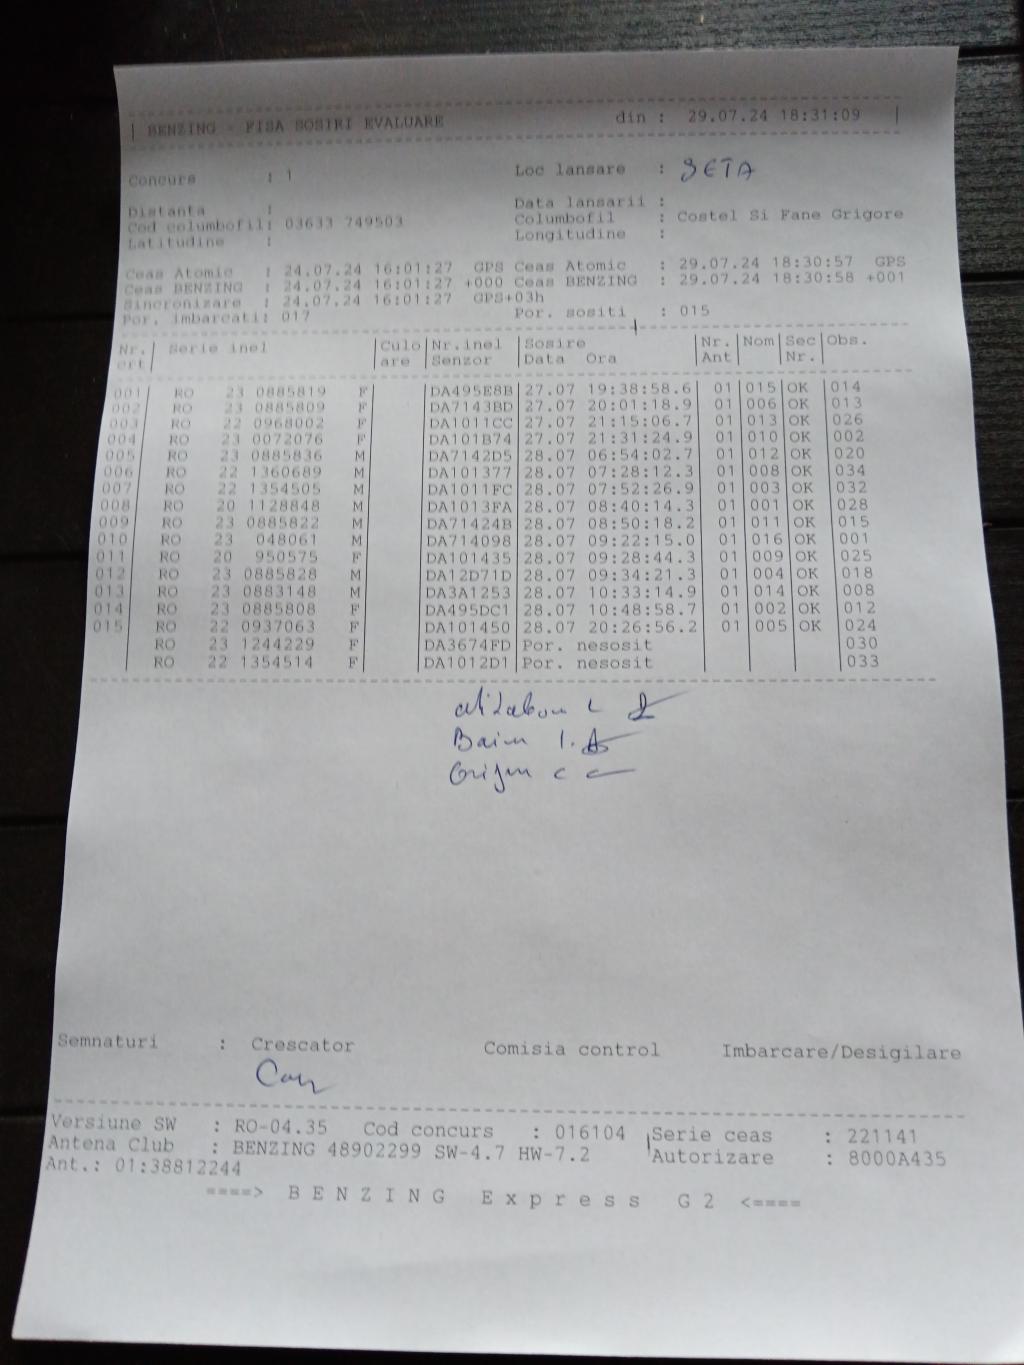 | BENZING - FISA SOSIRI EVALUARE din : 29.07.24 18:31:09 |
Concurs : 1 Loc lansare : BETA
Distanta : Data lansarii :
Cod columbofil: 03633 749503 Columbofil : Costel Si Fane Grigore
Latitudine : Longitudine :
Ceas Atomic : 24.07.24 16:01:27 GPS Ceas Atomic : 29.07.24 18:30:57 GPS
Ceas BENZING : 24.07.24 16:01:27 +000 Ceas BENZING : 29.07.24 18:30:58 +001
Sincronizare : 24.07.24 16:01:27 GPS+03h
Por. imbarcati: 017 Por. sositi : 015
Nr. | Serie inel |Culo|Nr.inel|Sosire |Nr.|Nom|Sec|Obs.
crt| |are |Senzor |Data Ora |Ant| |Nr.|
001 RO 23 0885819 F DA495E8B 27.07 19:38:58.6 01 015 OK 014
002 RO 23 0885809 F DA7143BD 27.07 20:01:18.9 01 006 OK 013
003 RO 22 0968002 F DA1011CC 27.07 21:15:06.7 01 013 OK 026
004 RO 23 0072076 F DA101B74 27.07 21:31:24.9 01 010 OK 002
005 RO 23 0885836 M DA7142D5 28.07 06:54:02.7 01 012 OK 020
006 RO 22 1360689 M DA101377 28.07 07:28:12.3 01 008 OK 034
007 RO 22 1354505 M DA1011FC 28.07 07:52:26.9 01 003 OK 032
008 RO 20 1128848 M DA1013FA 28.07 08:40:14.3 01 001 OK 028
009 RO 23 0885822 M DA71424B 28.07 08:50:18.2 01 011 OK 015
010 RO 23 048061 M DA714098 28.07 09:22:15.0 01 016 OK 001
011 RO 20 950575 F DA101435 28.07 09:28:44.3 01 009 OK 025
012 RO 23 0885828 M DA12D71D 28.07 09:34:21.3 01 004 OK 018
013 RO 23 0883148 M DA3A1253 28.07 10:33:14.9 01 014 OK 008
014 RO 23 0885808 F DA495DC1 28.07 10:48:58.7 01 002 OK 012
015 RO 22 0937063 F DA101450 28.07 20:26:56.2 01 005 OK 024
RO 23 1244229 F DA3674FD Por. nesosit 030
RO 22 1354514 F DA1012D1 Por. nesosit 033
Semnaturi : Crescator Comisia control Imbarcare/Desigilare
Versiune SW : RO-04.35 Cod concurs : 016104 Serie ceas : 221141
Antena Club : BENZING 48902299 SW-4.7 HW-7.2 Autorizare : 8000A435
Ant.: 01:38812244
====> B E N Z I N G E x p r e s s G 2 <====